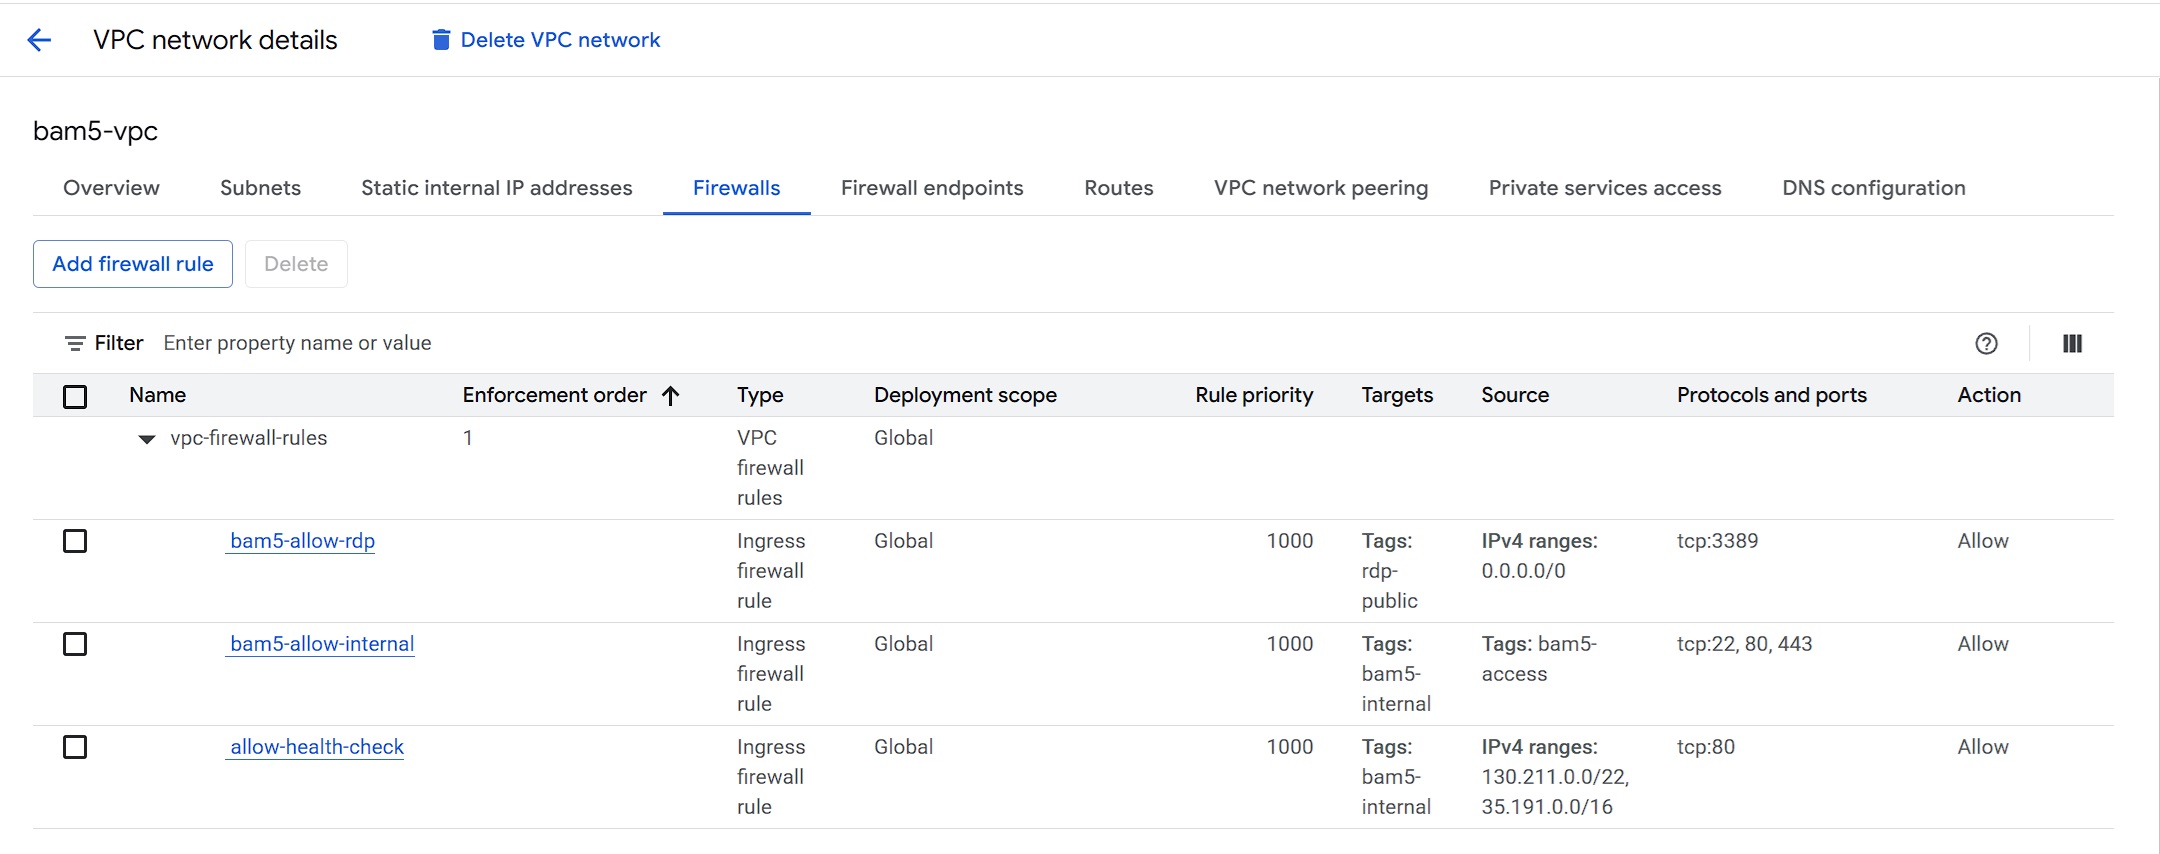 VPC network details
Delete VPC network
bam5-vpc
Overview Subnets Static internal IP addresses Firewalls Firewall endpoints Routes VPC network peering Private services access DNS configuration
Add firewall rule Delete
Filter Enter property name or value
Name Enforcement order Type Deployment scope Rule priority Targets Source Protocols and ports Action
vpc-firewall-rules 1 VPC firewall rules Global
bam5-allow-rdp Ingress firewall rule Global 1000 Tags: rdp-public IPv4 ranges: 0.0.0.0/0 tcp:3389 Allow
bam5-allow-internal Ingress firewall rule Global 1000 Tags: bam5-internal Tags: bam5-access tcp:22, 80, 443 Allow
allow-health-check Ingress firewall rule Global 1000 Tags: bam5-internal IPv4 ranges: 130.211.0.0/22, 35.191.0.0/16 tcp:80 Allow